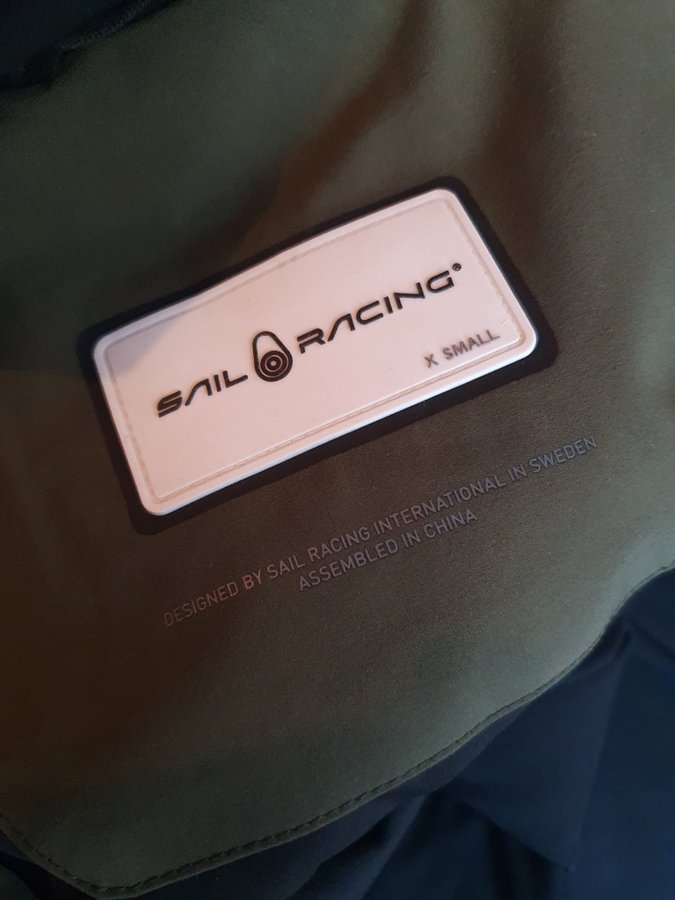 SAIL RACING®
X SMALL
DESIGNED BY SAIL RACING INTERNATIONAL IN SWEDEN
ASSEMBLED IN CHINA